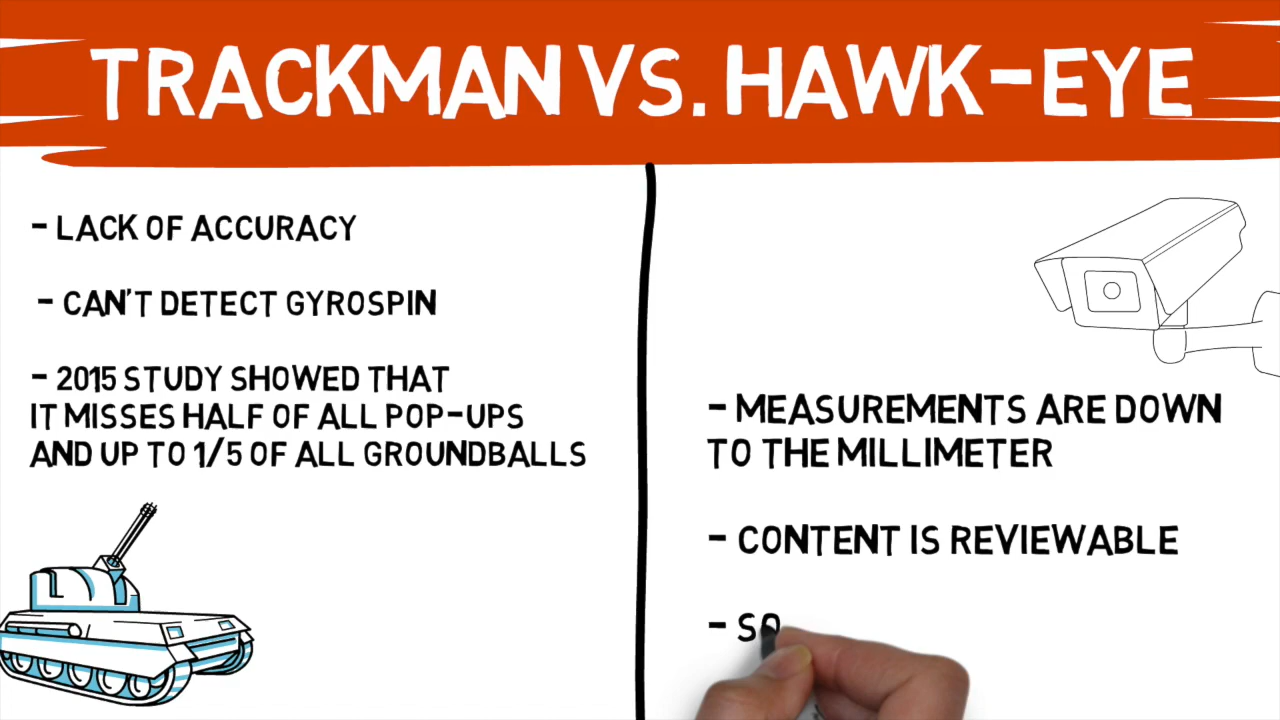 TRACKMAN VS. HAWK-EYE
- LACK OF ACCURACY
- CAN'T DETECT GYROSPIN
- 2015 STUDY SHOWED THAT
IT MISSES HALF OF ALL POP-UPS
AND UP TO 1/5 OF ALL GROUNDBALLS
- MEASUREMENTS ARE DOWN
TO THE MILLIMETER
- CONTENT IS REVIEWABLE